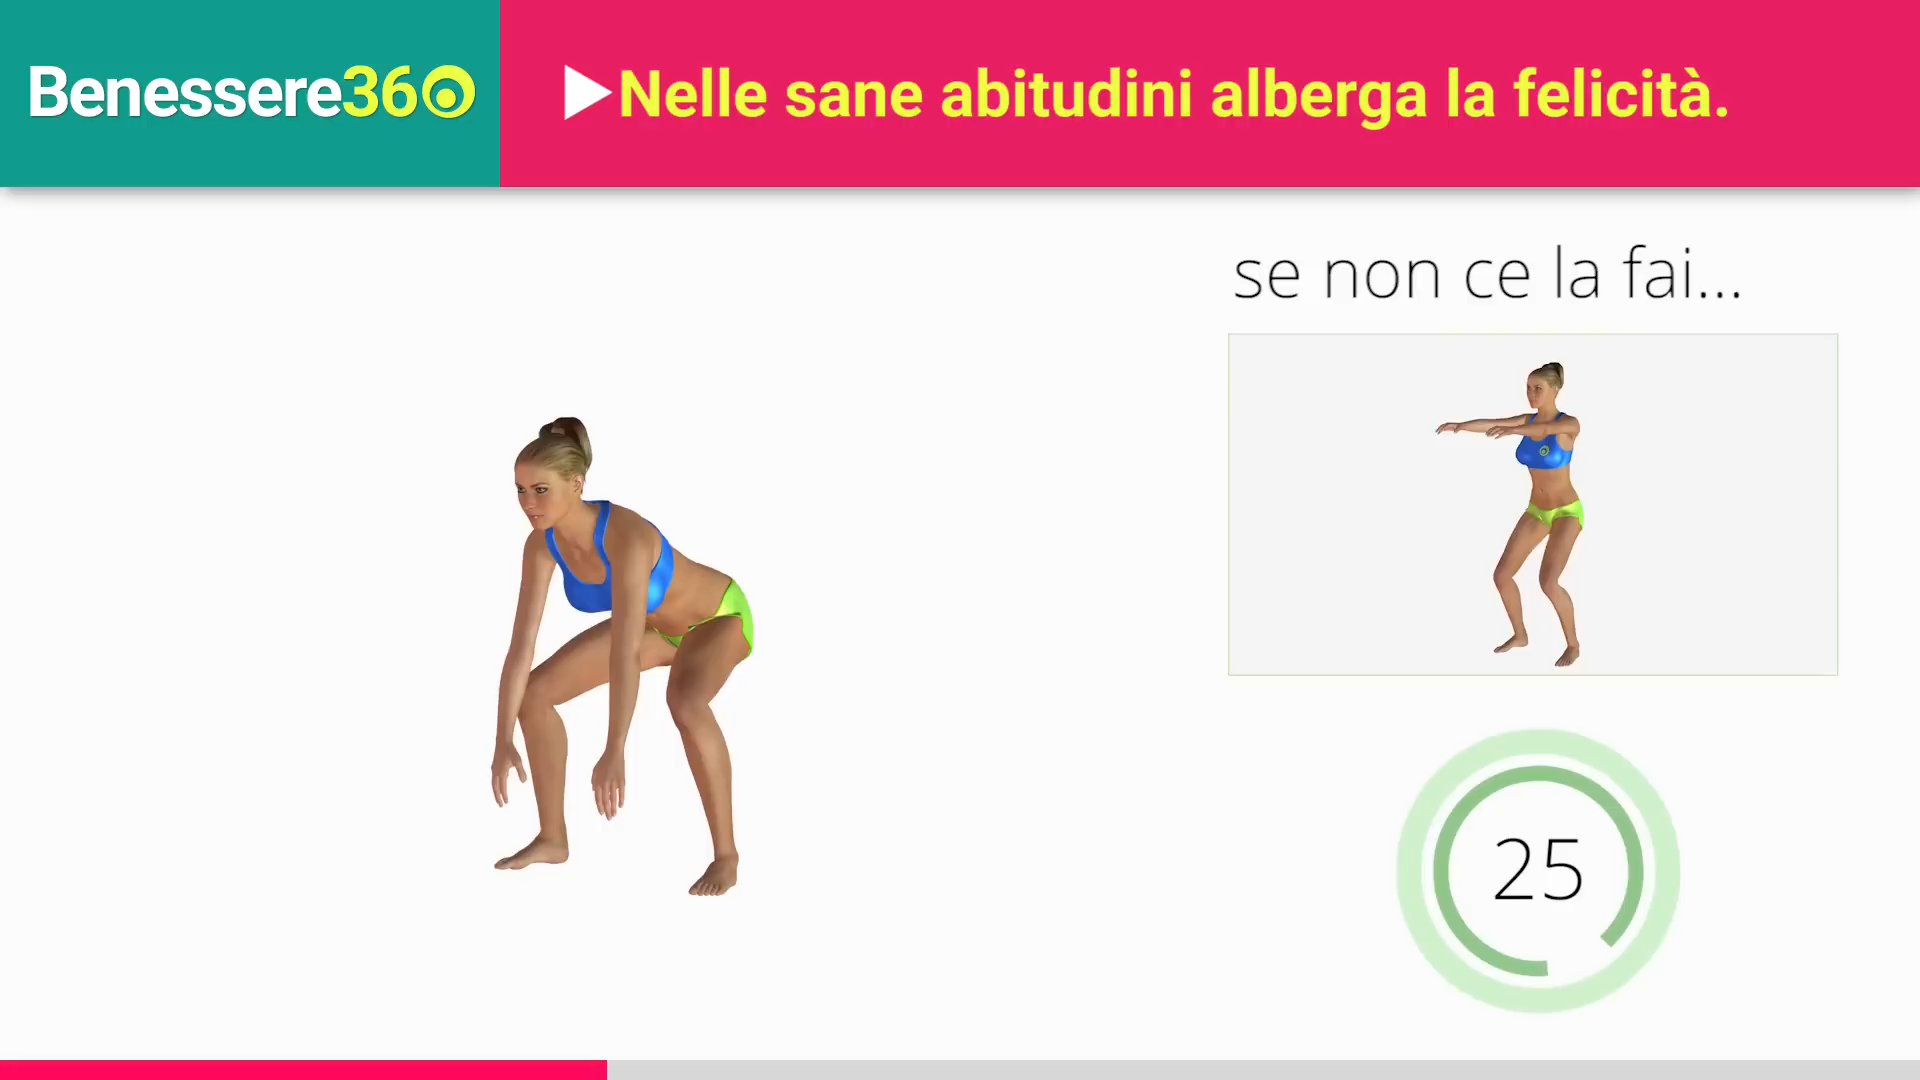 Benessere360
Nelle sane abitudini alberga la felicità.
se non ce la fai...
25